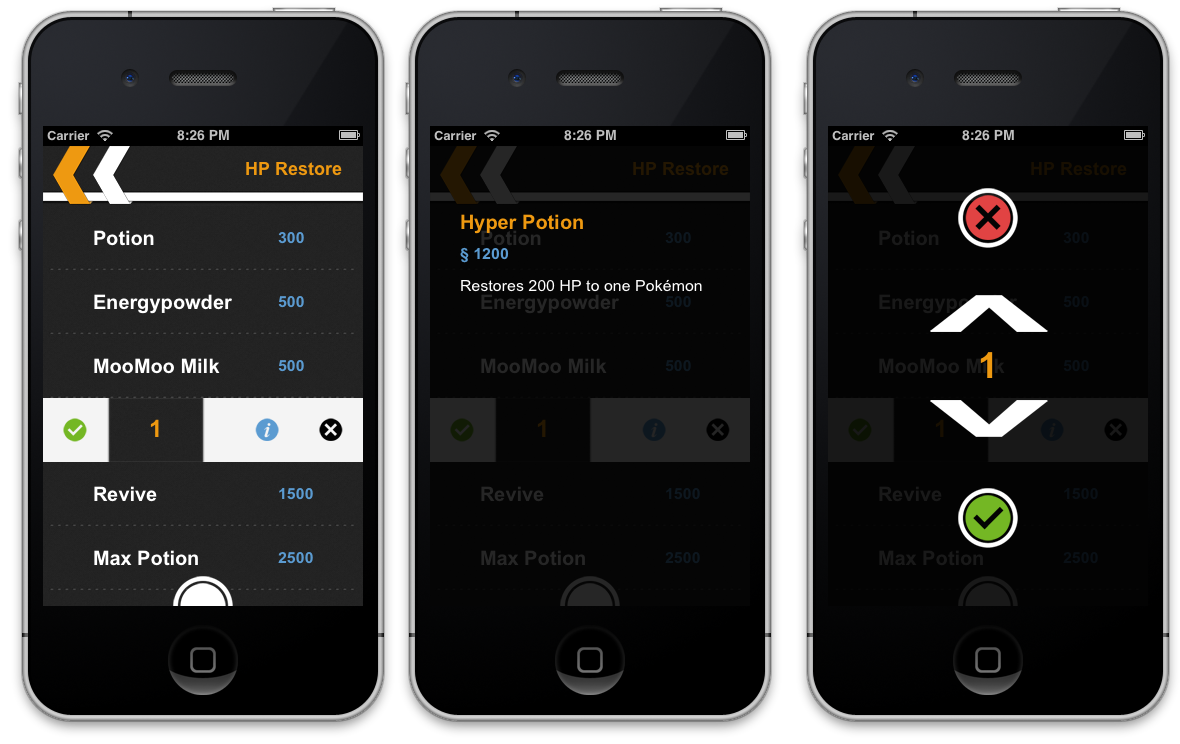 Carrier 8:26 PM
HP Restore
Potion 300
Energypowder 500
MooMoo Milk 500
1 i
Revive 1500
Max Potion 2500
Carrier 8:26 PM
HP Restore
Hyper Potion
Potion 300
§ 1200
Restores 200 HP to one Pokémon
Energypowder 500
MooMoo Milk 500
1 i
Revive 1500
Max Potion 2500
Carrier 8:26 PM
HP Restore
Potion 300
Energypowder 500
MooMoo Milk 500
1
1 i
Revive 1500
Max Potion 2500